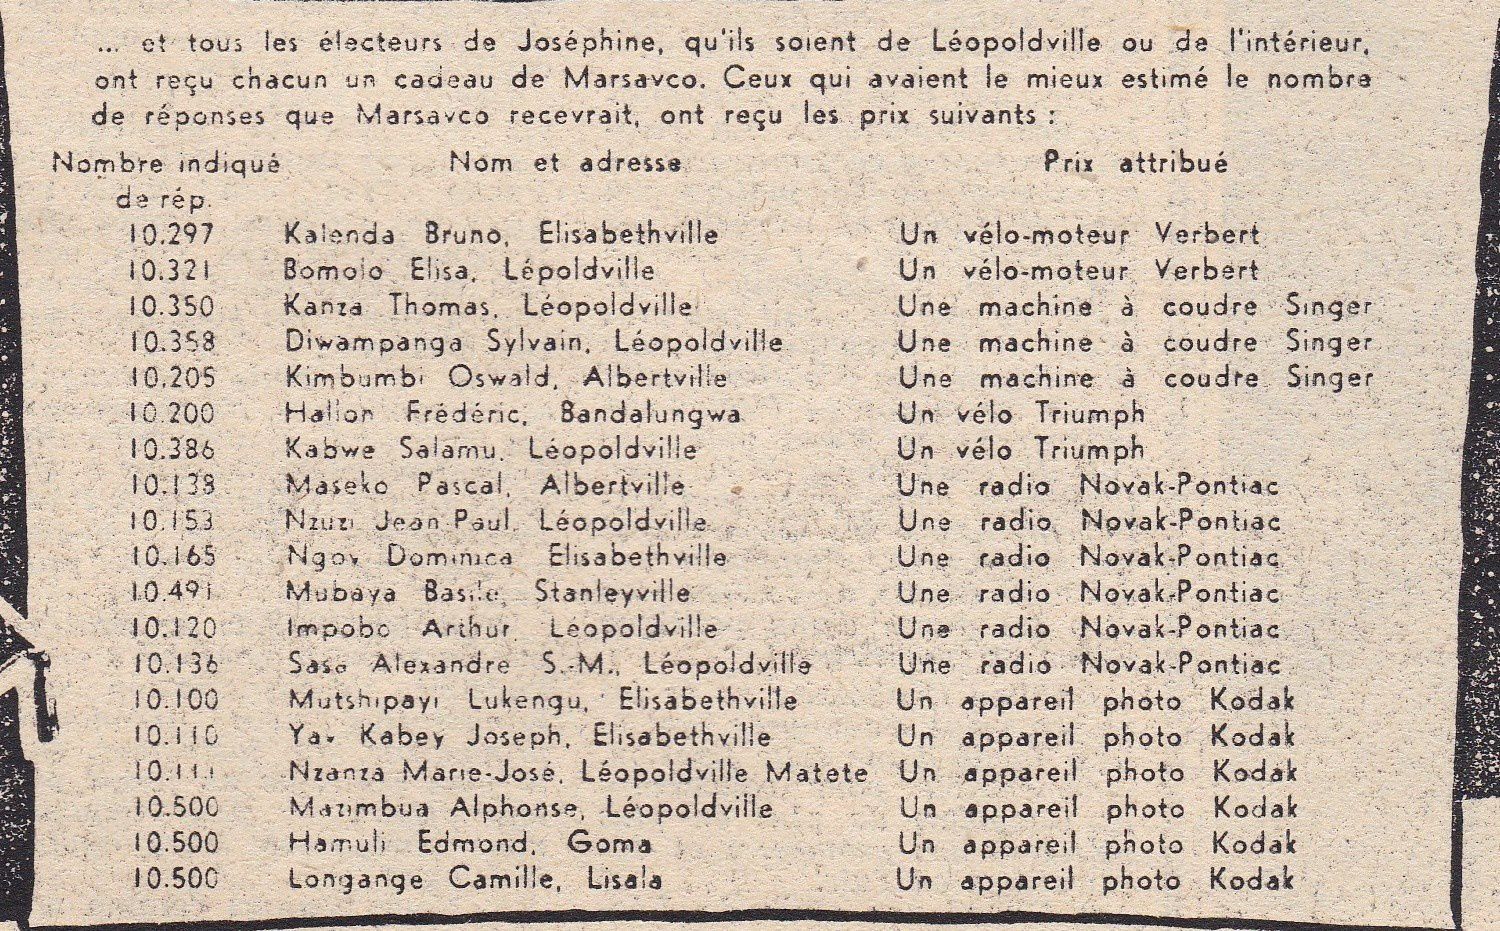 ... et tous les électeurs de Joséphine, qu'ils soient de Léopoldville ou de l'intérieur,
ont reçu chacun un cadeau de Marsavco. Ceux qui avaient le mieux estimé le nombre
de réponses que Marsavco recevrait, ont reçu les prix suivants :
Nombre indiqué Nom et adresse Prix attribué
de rép.
10.297 Kalenda Bruno, Elisabethville Un vélo-moteur Verbert
10.321 Bomolo Elisa, Lépoldville Un vélo-moteur Verbert
10.350 Kanza Thomas, Léopoldville Une machine à coudre Singer
10.358 Diwampanga Sylvain, Léopoldville Une machine à coudre Singer
10.205 Kimbumbi Oswald, Albertville Une machine à coudre Singer
10.200 Hallon Frédéric, Bandalungwa Un vélo Triumph
10.386 Kabwe Salamu, Léopoldville Un vélo Triumph
10.138 Maseko Pascal, Albertville Une radio Novak-Pontiac
10.153 Nzuzi Jean Paul, Léopoldville Une radio Novak-Pontiac
10.165 Ngoy Dominica Elisabethville Une radio Novak-Pontiac
10.491 Mubaya Basile, Stanleyville Une radio Novak-Pontiac
10.120 Impobo Arthur, Léopoldville Une radio Novak-Pontiac
10.136 Sasa Alexandre S.-M., Léopoldville Une radio Novak-Pontiac
10.100 Mutshipayi Lukengu, Elisabethville Un appareil photo Kodak
10.110 Kabey Joseph, Elisabethville Un appareil photo Kodak
10.111 Nzanza Marie-José, Léopoldville Matete Un appareil photo Kodak
10.500 Mazimbua Alphonse, Léopoldville Un appareil photo Kodak
10.500 Hamuli Edmond, Goma Un appareil photo Kodak
10.500 Longange Camille, Lisala Un appareil photo Kodak